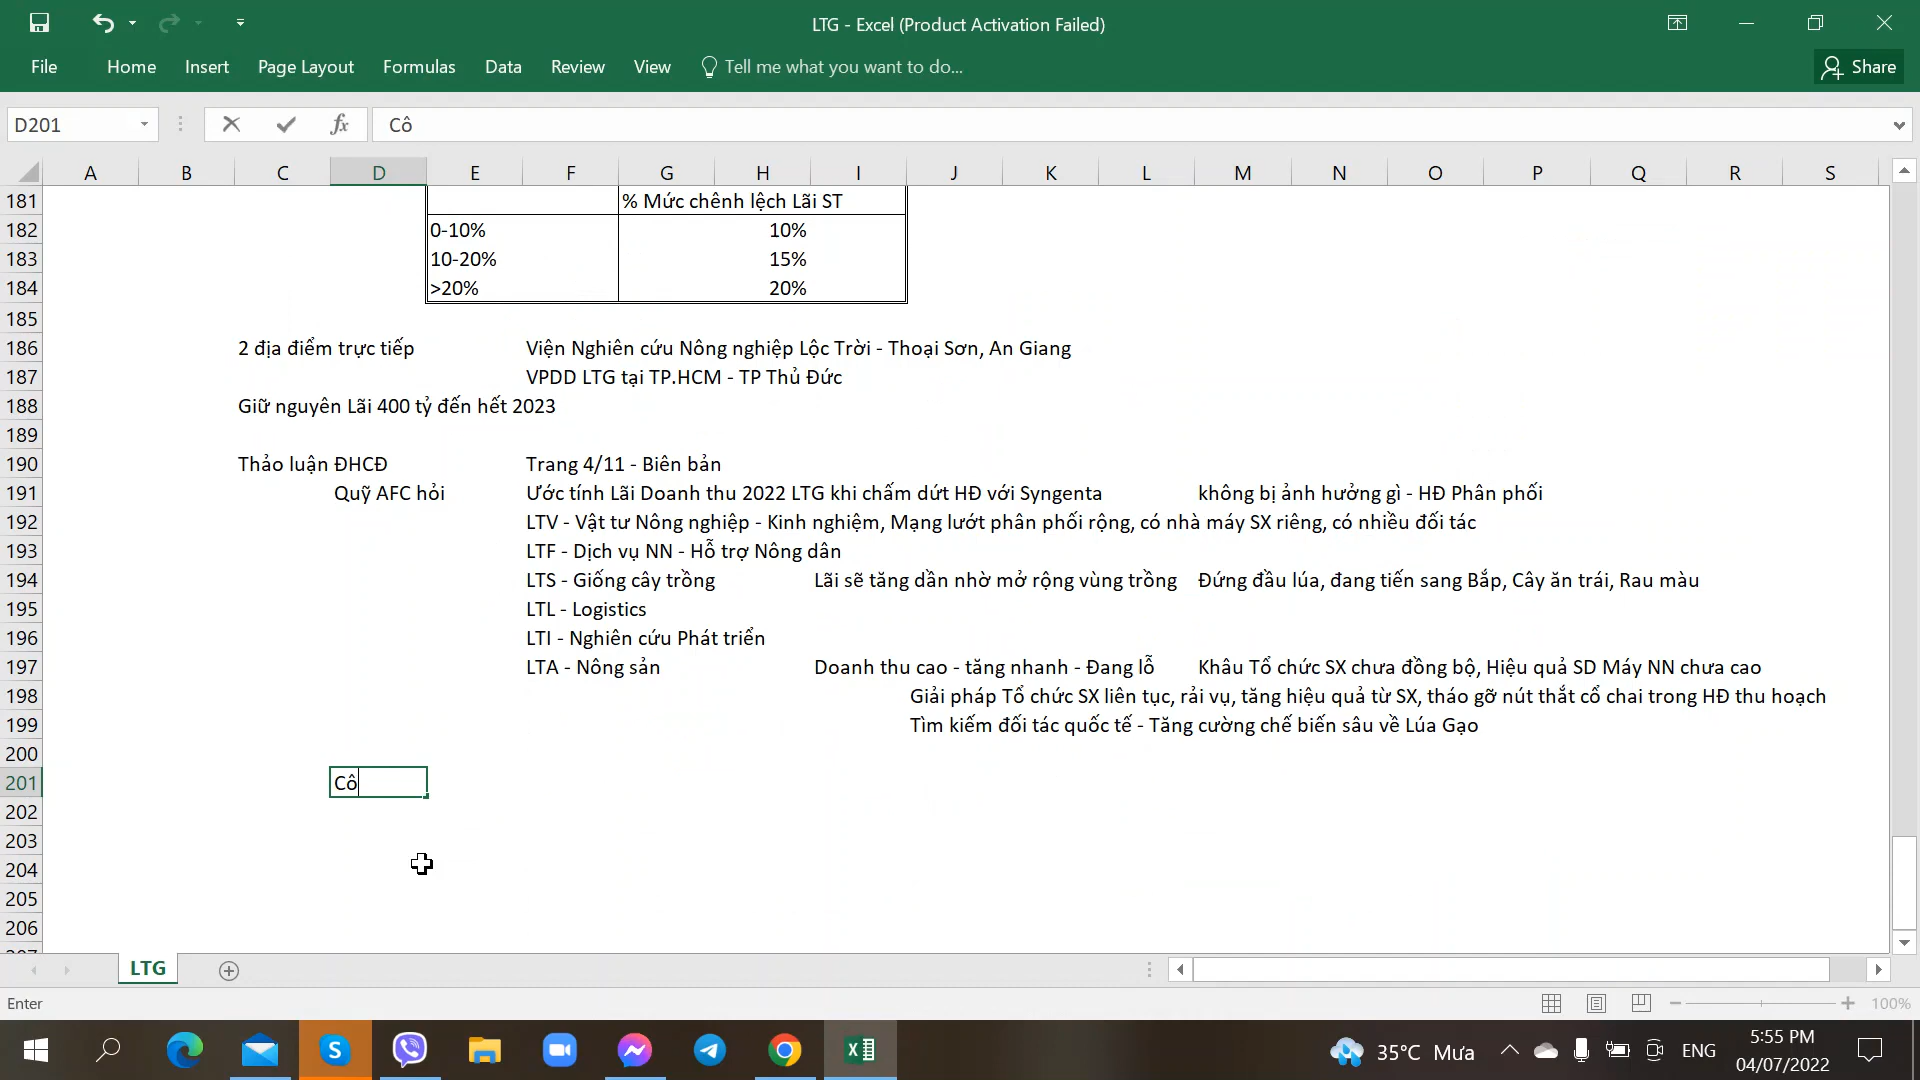 LTG - Excel (Product Activation Failed)
File Home Insert Page Layout Formulas Data Review View Tell me what you want to do... Share
D201 fx Cô
A B C D E F G H I J K L M N O P Q R S
181 % Mức chênh lệch Lãi ST
182 0-10% 10%
183 10-20% 15%
184 >20% 20%
185
186 2 địa điểm trực tiếp Viện Nghiên cứu Nông nghiệp Lộc Trời - Thoại Sơn, An Giang
187 VPDD LTG tại TP.HCM - TP Thủ Đức
188 Giữ nguyên Lãi 400 tỷ đến hết 2023
189
190 Thảo luận ĐHCĐ Trang 4/11 - Biên bản
191 Quỹ AFC hỏi Ước tính Lãi Doanh thu 2022 LTG khi chấm dứt HĐ với Syngenta không bị ảnh hưởng gì - HĐ Phân phối
192 LTV - Vật tư Nông nghiệp - Kinh nghiệm, Mạng lướt phân phối rộng, có nhà máy SX riêng, có nhiều đối tác
193 LTF - Dịch vụ NN - Hỗ trợ Nông dân
194 LTS - Giống cây trồng Lãi sẽ tăng dần nhờ mở rộng vùng trồng Đứng đầu lúa, đang tiến sang Bắp, Cây ăn trái, Rau màu
195 LTL - Logistics
196 LTI - Nghiên cứu Phát triển
197 LTA - Nông sản Doanh thu cao - tăng nhanh - Đang lỗ Khâu Tổ chức SX chưa đồng bộ, Hiệu quả SD Máy NN chưa cao
198 Giải pháp Tổ chức SX liên tục, rải vụ, tăng hiệu quả từ SX, tháo gỡ nút thắt cổ chai trong HĐ thu hoạch
199 Tìm kiếm đối tác quốc tế - Tăng cường chế biến sâu về Lúa Gạo
200
201 Cô
202
203
204
205
206
LTG
Enter 100%
35°C Mưa ENG 5:55 PM
04/07/2022